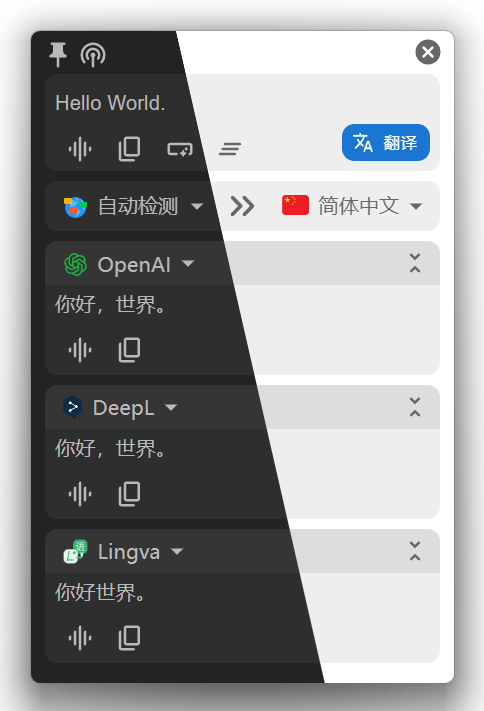 Hello World.
翻译
自动检测
简体中文
OpenAI
你好，世界。
DeepL
你好，世界。
Lingva
你好世界。